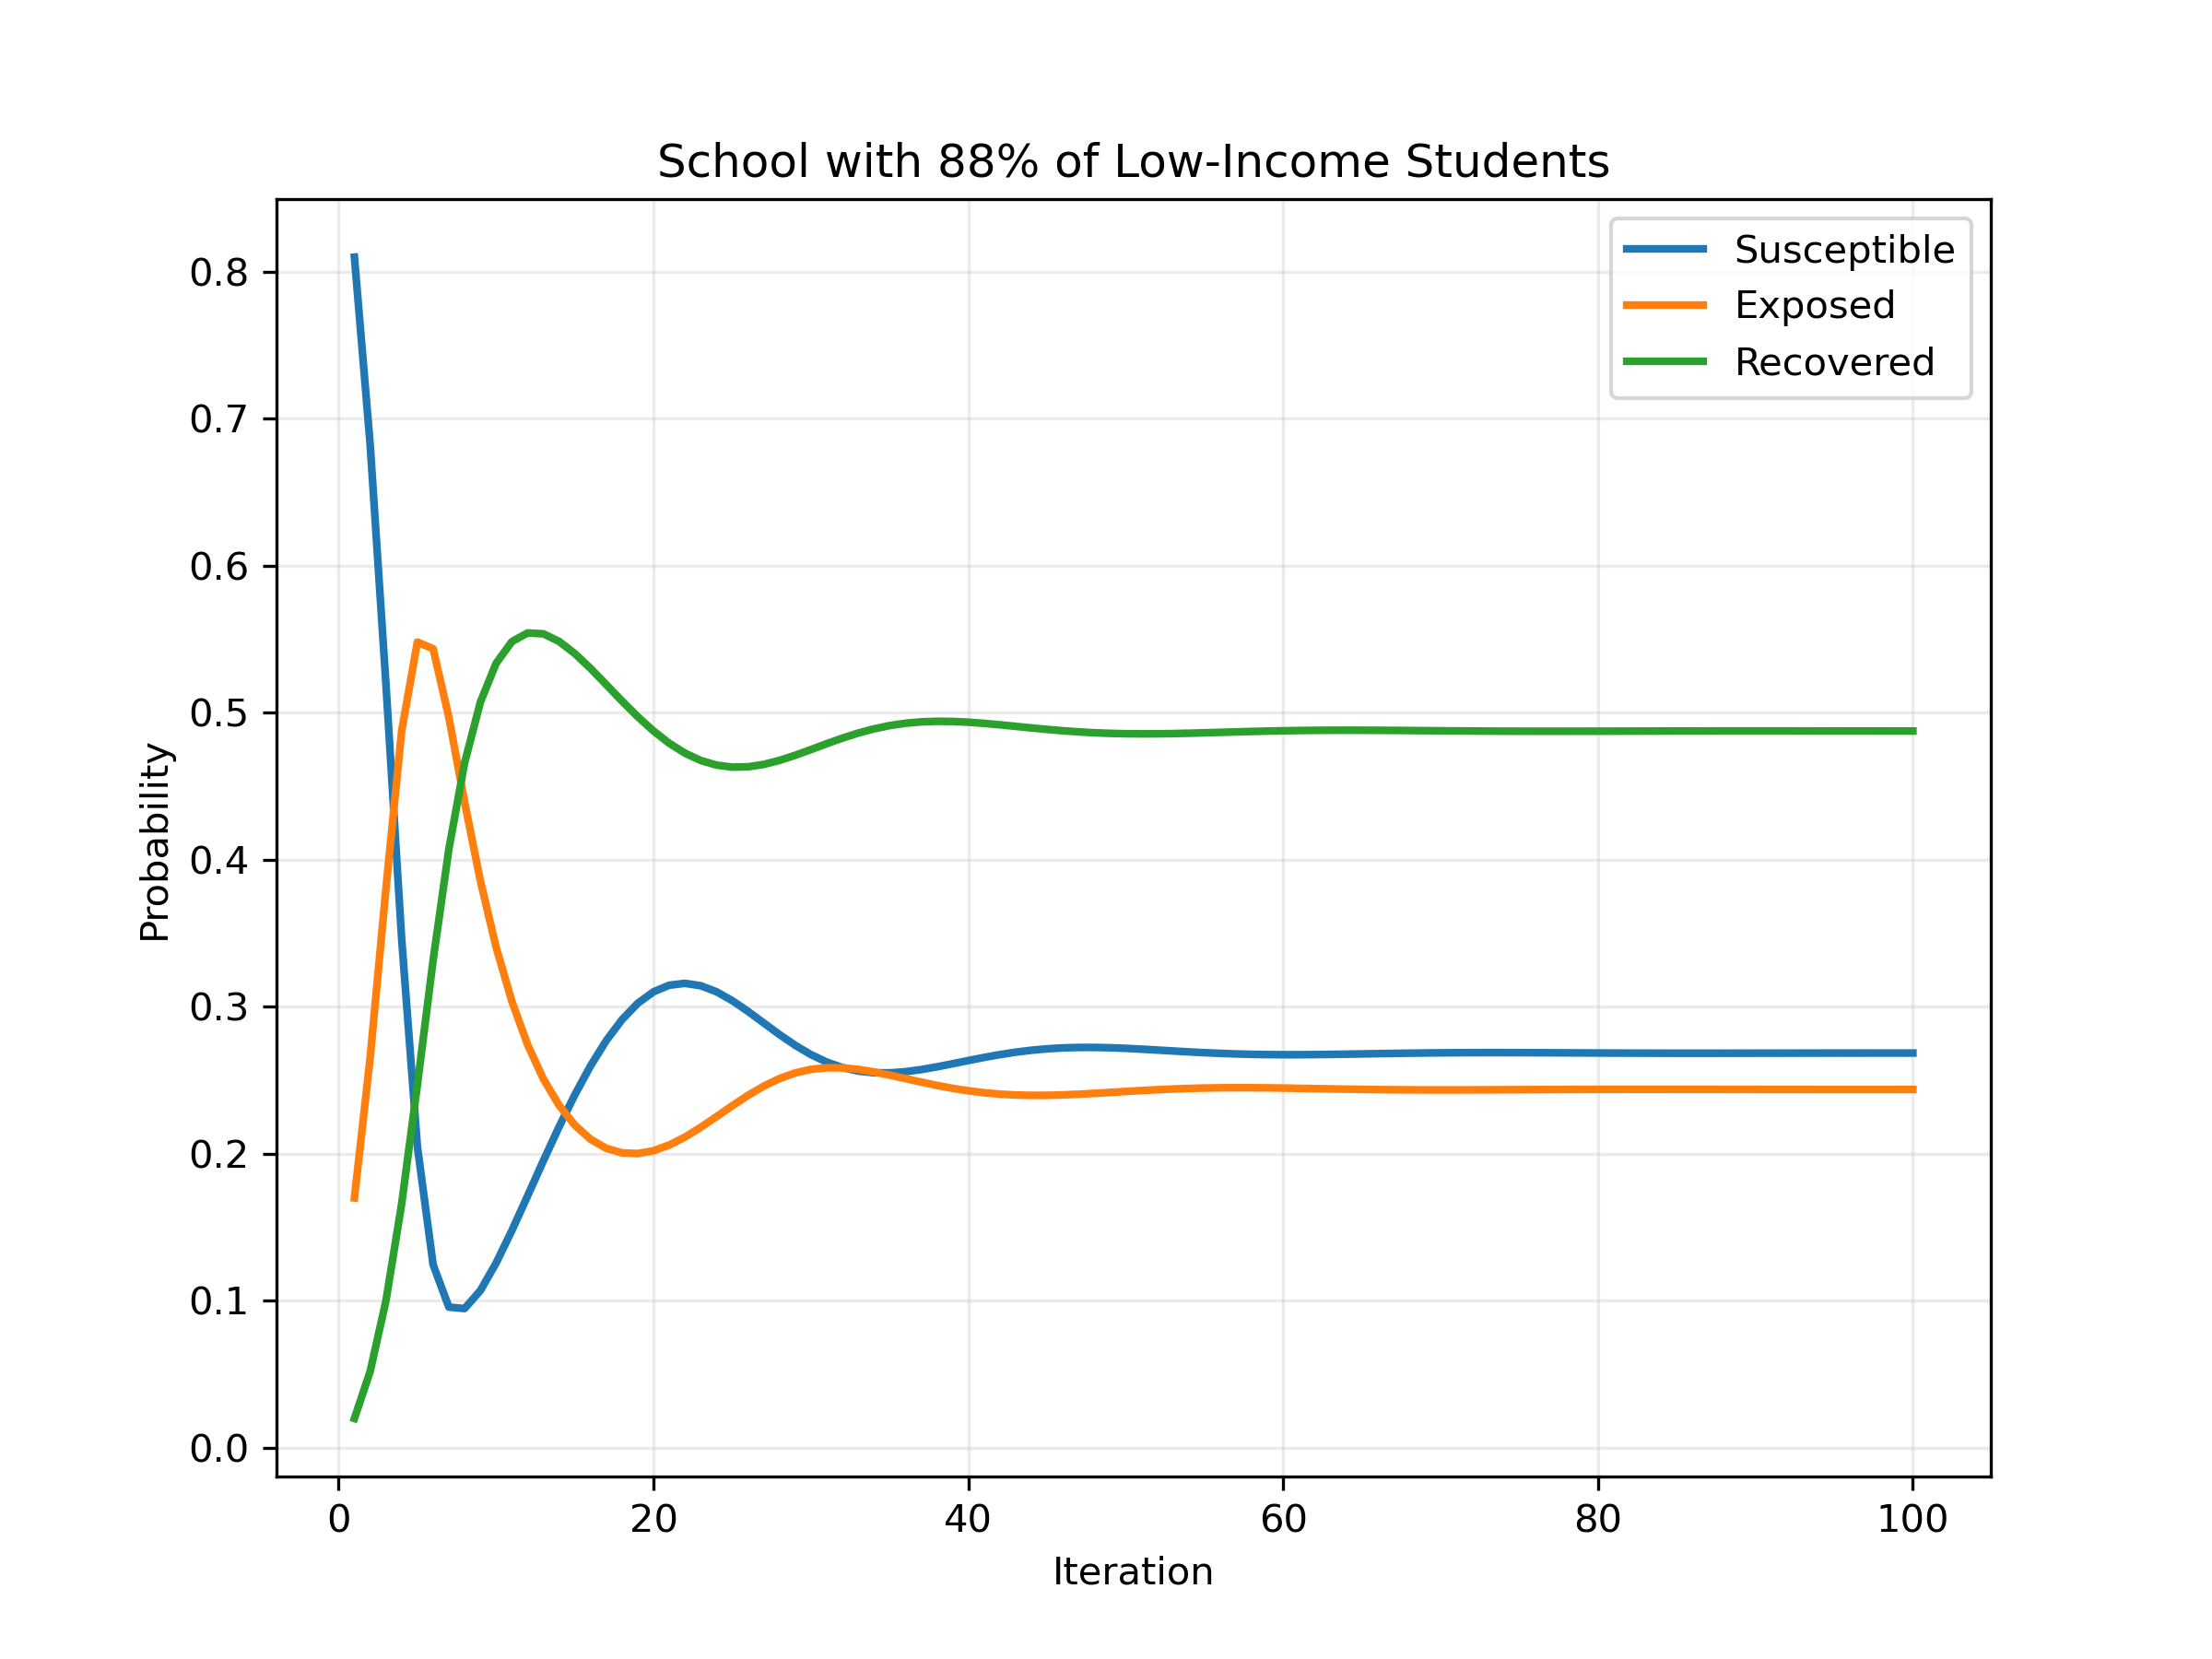 School with 88% of Low-Income Students
Susceptible
Exposed
Recovered
Probability
0.8
0.7
0.6
0.5
0.4
0.3
0.2
0.1
0.0
0 20 40 60 80 100
Iteration